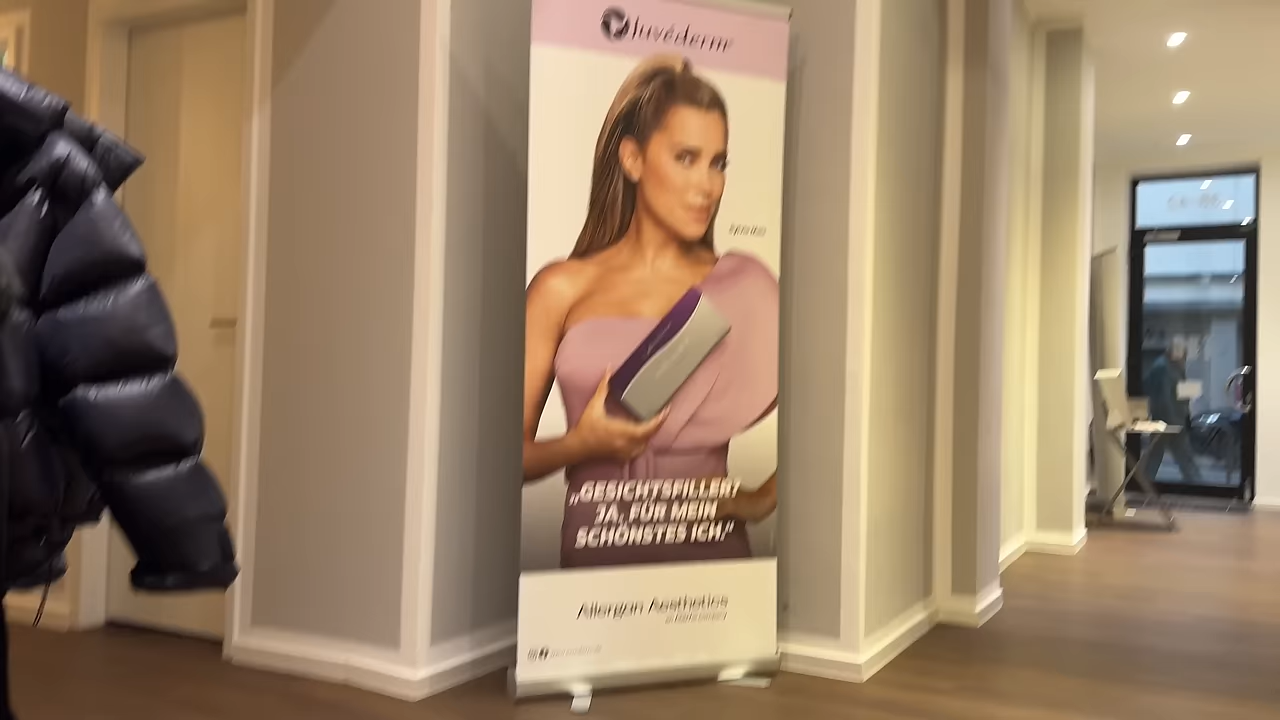 Juvéderm
„GESICHTSFILLER?
JA, FÜR MEIN
SCHÖNSTES ICH.“
Allergan Aesthetics